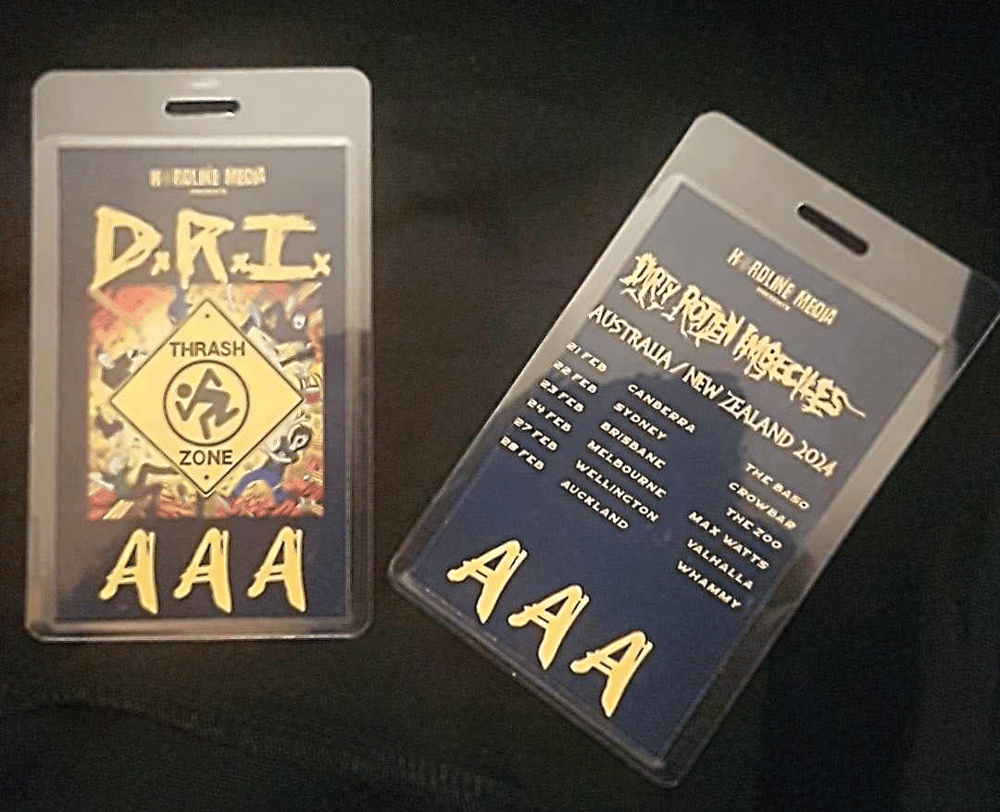 HARDLINE MEDIA
PRESENTS
D.R.I.
THRASH
ZONE
AAA
HARDLINE MEDIA
PRESENTS
DIRTY ROTTEN IMBECILES
AUSTRALIA / NEW ZEALAND 2024
21 FEB CANBERRA THE BASO
22 FEB SYDNEY CROWBAR
23 FEB BRISBANE THE ZOO
24 FEB MELBOURNE MAX WATTS
27 FEB WELLINGTON VALHALLA
28 FEB AUCKLAND WHAMMY
AAA